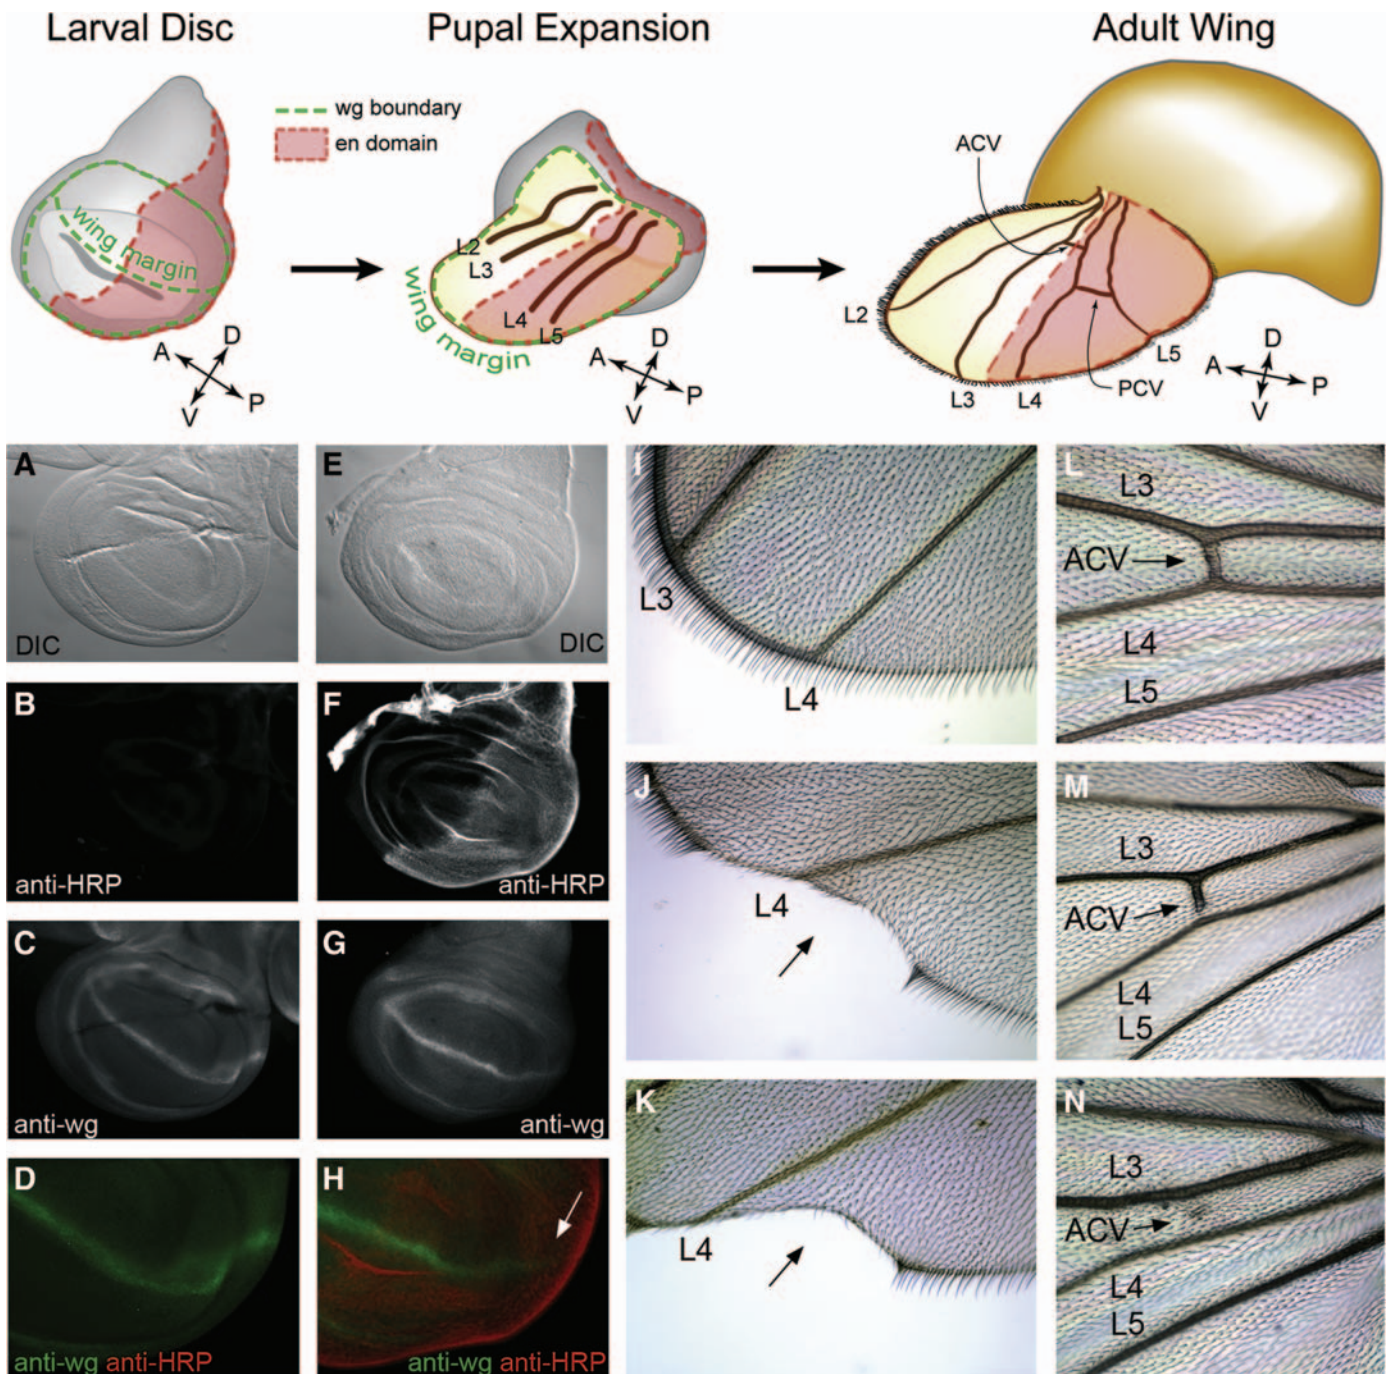 Larval Disc
Pupal Expansion
Adult Wing
wg boundary
en domain
wing margin
A
D
V
P
L2
L3
L4
L5
wing margin
A
D
V
P
ACV
L2
L3
L4
L5
PCV
A
D
V
P
A
DIC
B
anti-HRP
C
anti-wg
D
anti-wg anti-HRP
E
DIC
F
anti-HRP
G
anti-wg
H
anti-wg anti-HRP
I
L3
L4
J
L4
K
L4
L
L3
ACV
L4
L5
M
L3
ACV
L4
L5
N
L3
ACV
L4
L5